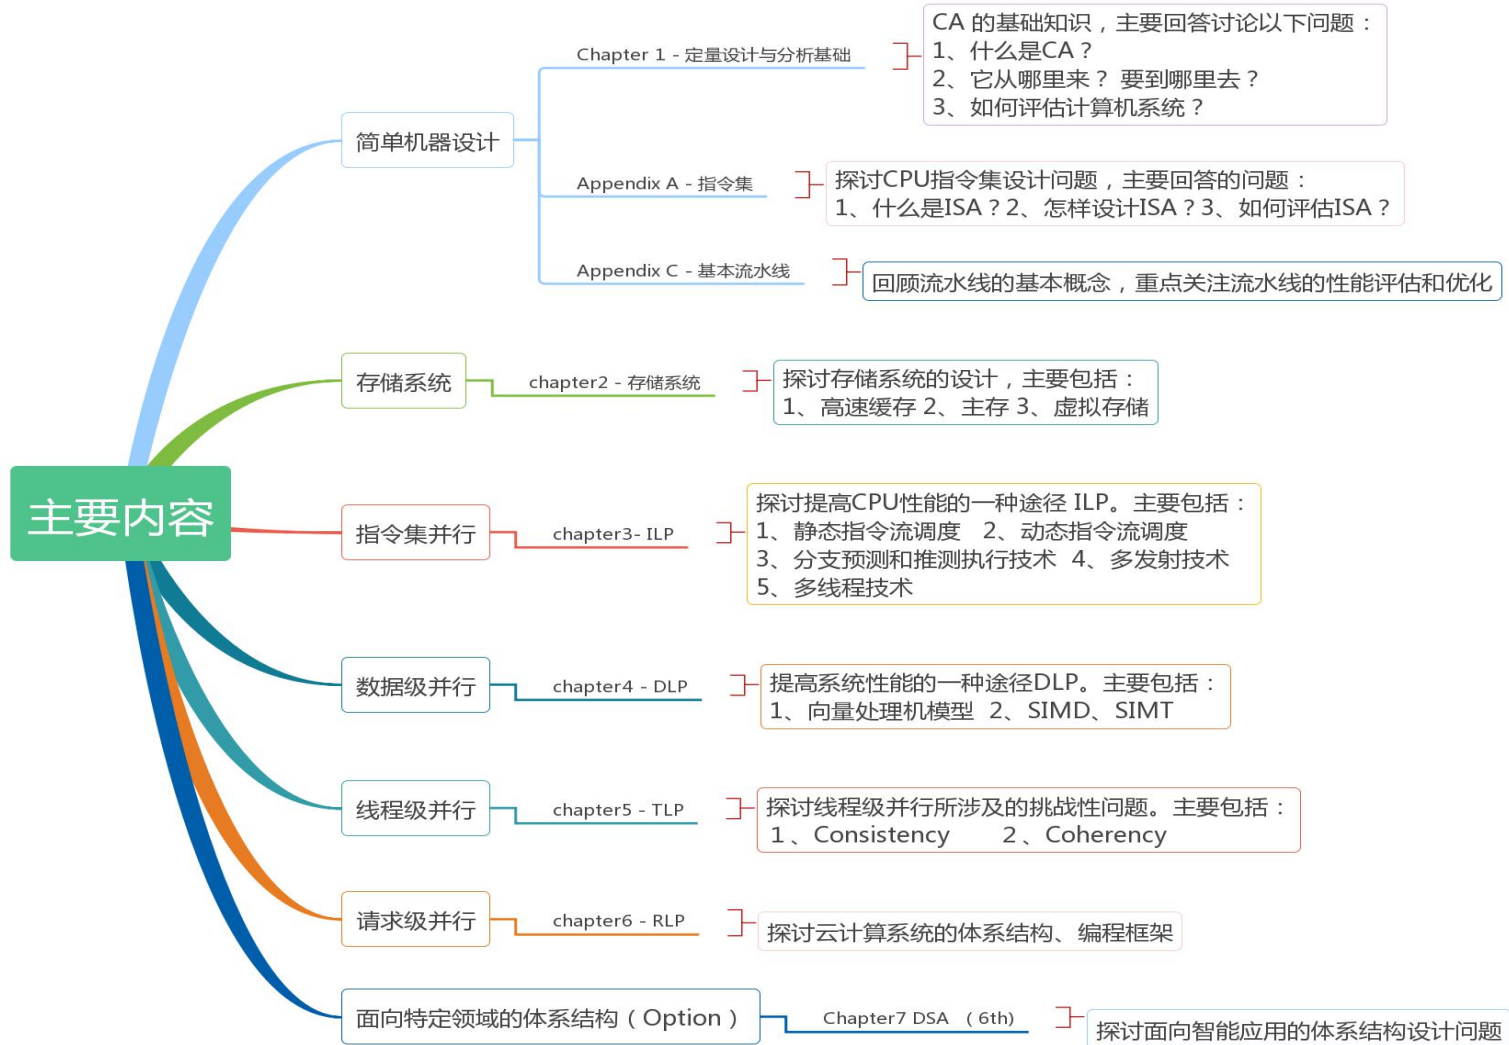 主要内容
简单机器设计
Chapter 1 - 定量设计与分析基础
CA 的基础知识，主要回答讨论以下问题：
1、什么是CA？
2、它从哪里来？ 要到哪里去？
3、如何评估计算机系统？
Appendix A - 指令集
探讨CPU指令集设计问题，主要回答的问题：
1、什么是ISA？2、怎样设计ISA？3、如何评估ISA？
Appendix C - 基本流水线
回顾流水线的基本概念，重点关注流水线的性能评估和优化
存储系统
chapter2 - 存储系统
探讨存储系统的设计，主要包括：
1、高速缓存 2、主存 3、虚拟存储
指令集并行
chapter3- ILP
探讨提高CPU性能的一种途径 ILP。主要包括：
1、静态指令流调度 2、动态指令流调度
3、分支预测和推测执行技术 4、多发射技术
5、多线程技术
数据级并行
chapter4 - DLP
提高系统性能的一种途径DLP。主要包括：
1、向量处理机模型 2、SIMD、SIMT
线程级并行
chapter5 - TLP
探讨线程级并行所涉及的挑战性问题。主要包括：
１、Consistency ２、Coherency
请求级并行
chapter6 - RLP
探讨云计算系统的体系结构、编程框架
面向特定领域的体系结构（Option）
Chapter7 DSA （6th)
探讨面向智能应用的体系结构设计问题